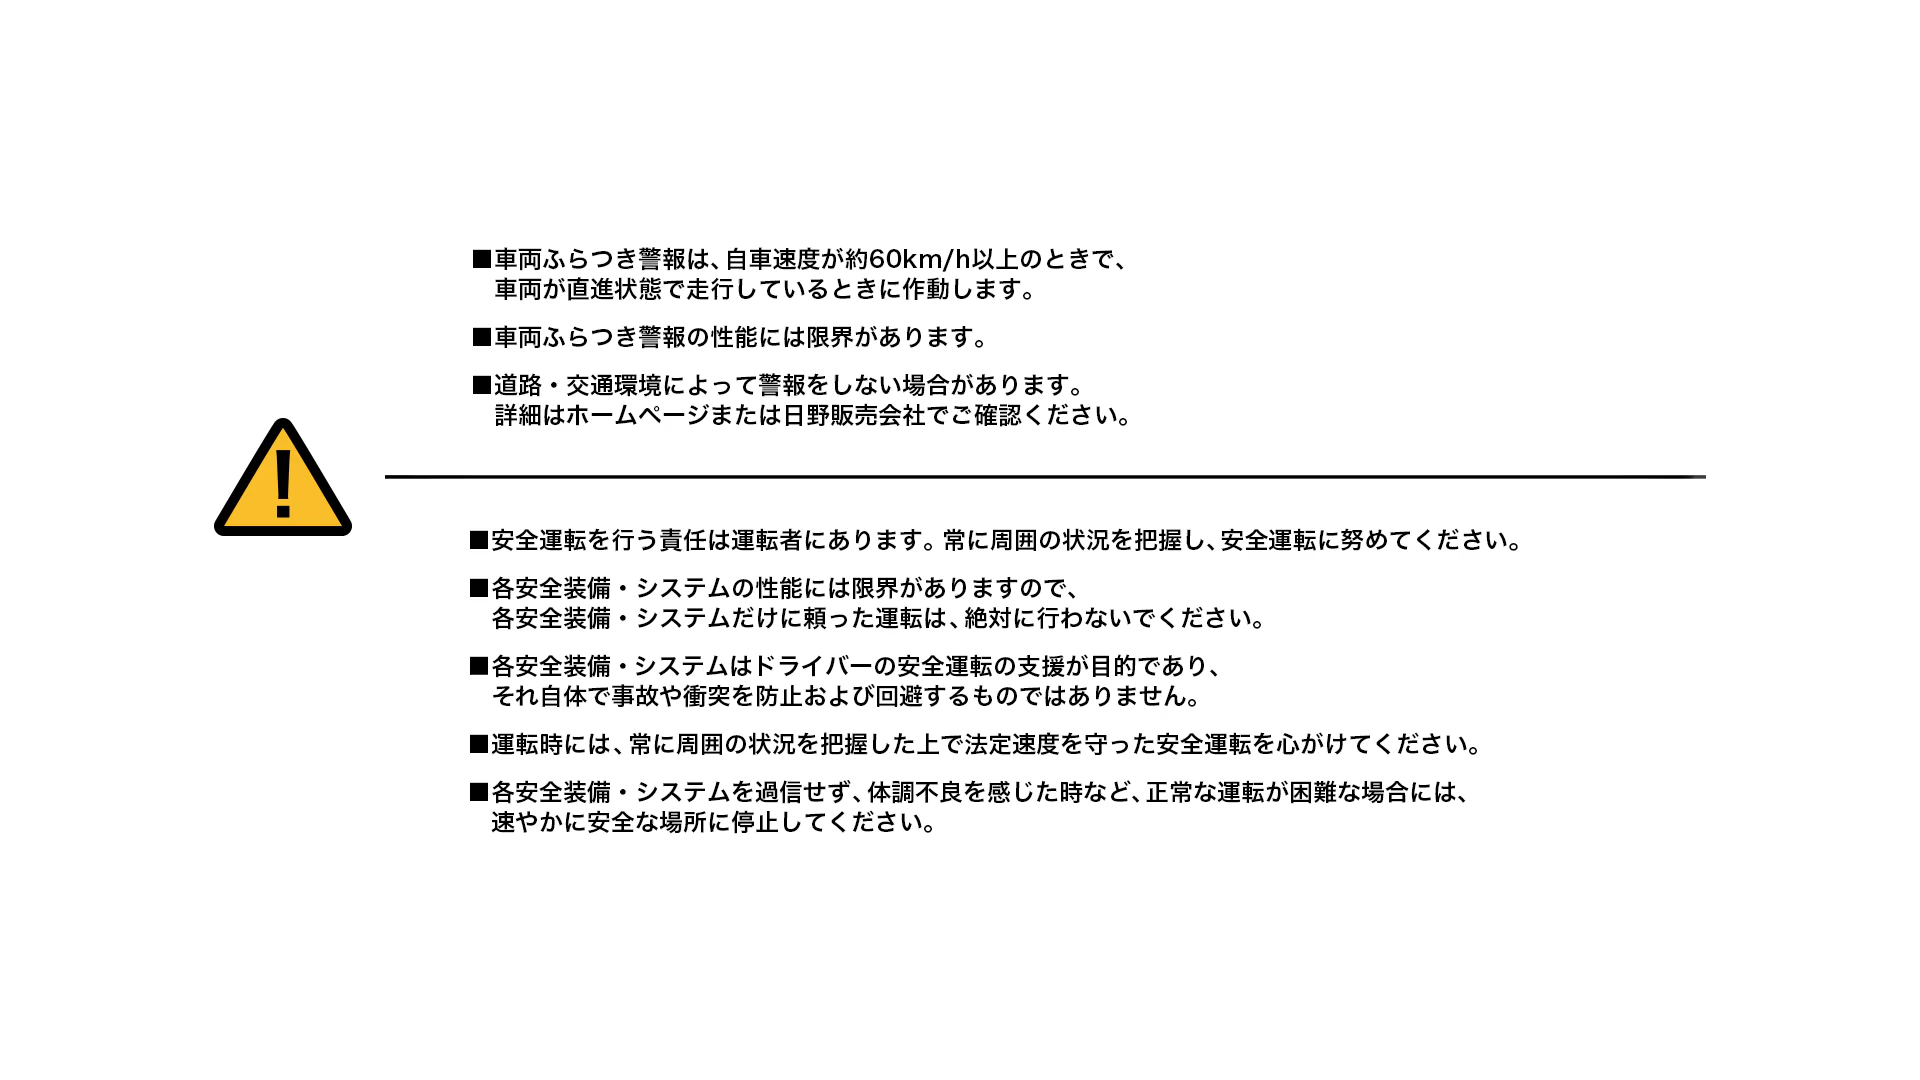 ■車両ふらつき警報は、自車速度が約60km/h以上のときで、
車両が直進状態で走行しているときに作動します。
■車両ふらつき警報の性能には限界があります。
■道路・交通環境によって警報をしない場合があります。
詳細はホームページまたは日野販売会社でご確認ください。
■安全運転を行う責任は運転者にあります。常に周囲の状況を把握し、安全運転に努めてください。
■各安全装備・システムの性能には限界がありますので、
各安全装備・システムだけに頼った運転は、絶対に行わないでください。
■各安全装備・システムはドライバーの安全運転の支援が目的であり、
それ自体で事故や衝突を防止および回避するものではありません。
■運転時には、常に周囲の状況を把握した上で法定速度を守った安全運転を心がけてください。
■各安全装備・システムを過信せず、体調不良を感じた時など、正常な運転が困難な場合には、
速やかに安全な場所に停止してください。